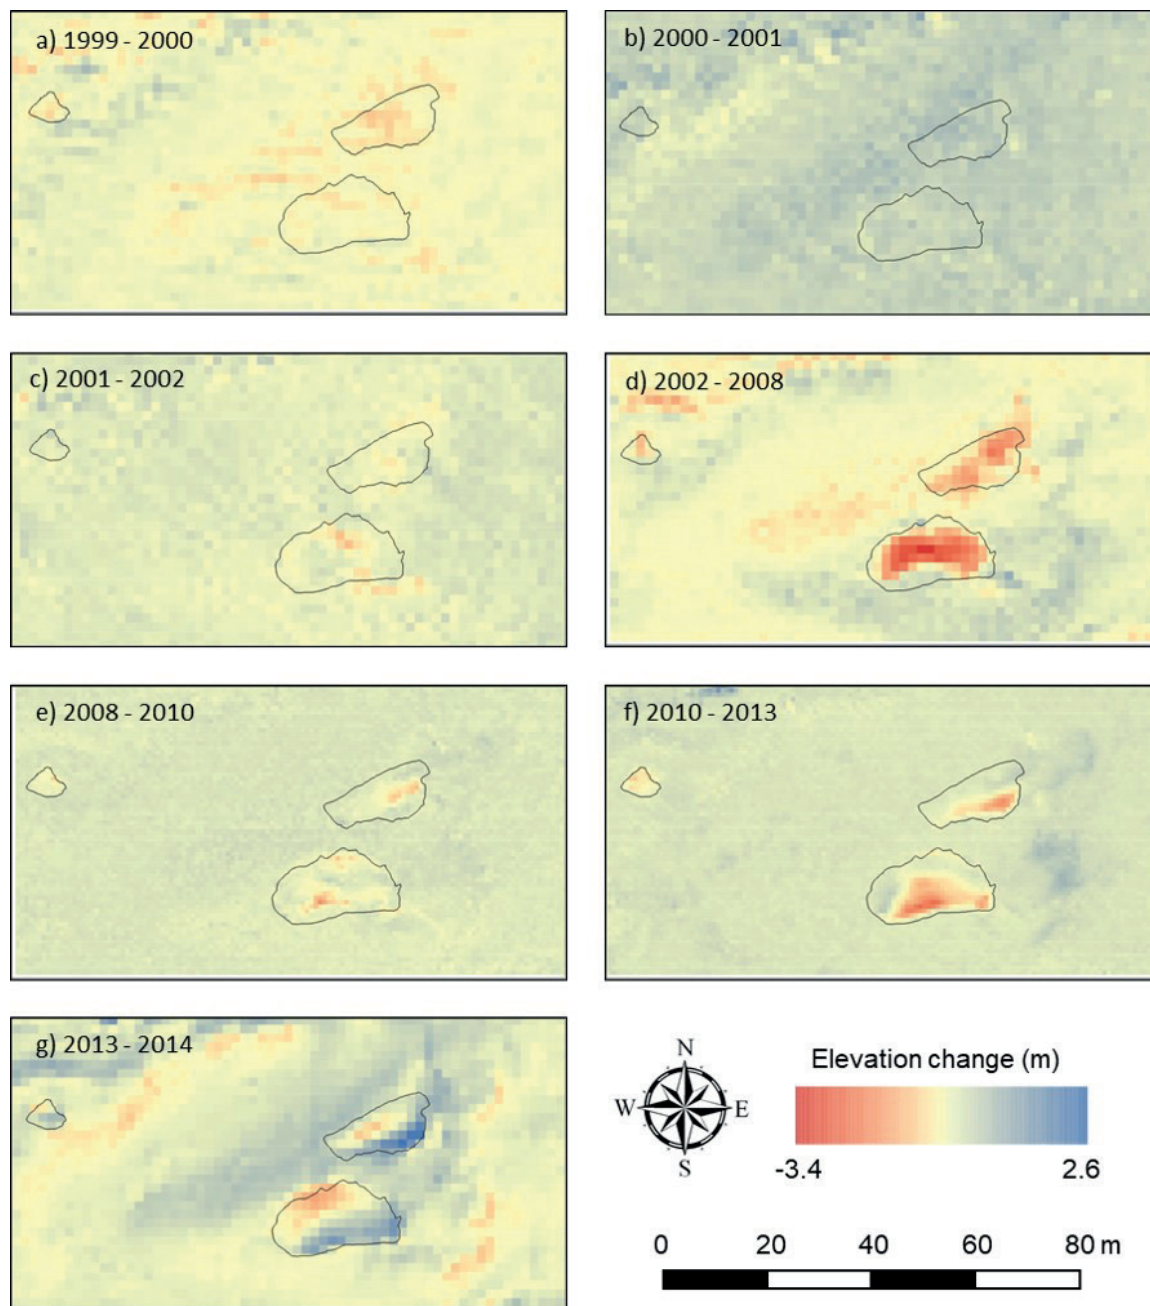 a) 1999 - 2000
b) 2000 - 2001
c) 2001 - 2002
d) 2002 - 2008
e) 2008 - 2010
f) 2010 - 2013
g) 2013 - 2014
N
W E
S
Elevation change (m)
-3.4 2.6
0 20 40 60 80 m